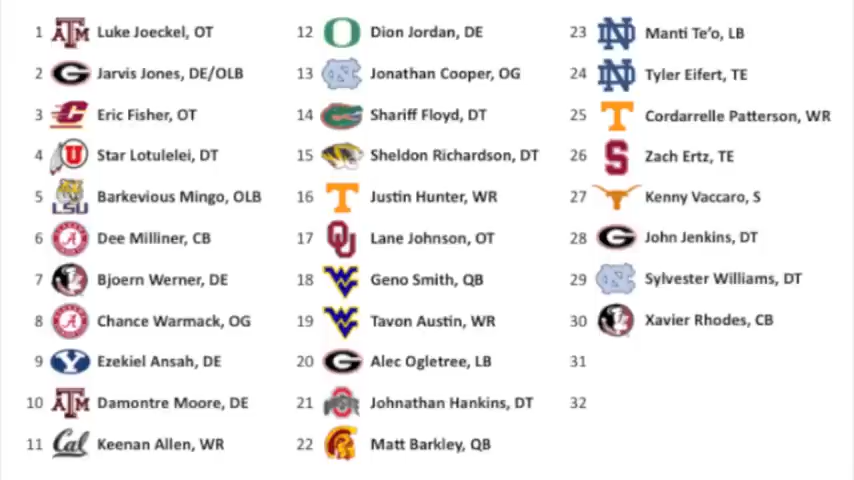 1 Luke Joeckel, OT
2 Jarvis Jones, DE/OLB
3 Eric Fisher, OT
4 Star Lotulelei, DT
5 Barkevious Mingo, OLB
6 Dee Milliner, CB
7 Bjoern Werner, DE
8 Chance Warmack, OG
9 Ezekiel Ansah, DE
10 Damontre Moore, DE
11 Keenan Allen, WR
12 Dion Jordan, DE
13 Jonathan Cooper, OG
14 Shariff Floyd, DT
15 Sheldon Richardson, DT
16 Justin Hunter, WR
17 Lane Johnson, OT
18 Geno Smith, QB
19 Tavon Austin, WR
20 Alec Ogletree, LB
21 Johnathan Hankins, DT
22 Matt Barkley, QB
23 Manti Te’o, LB
24 Tyler Eifert, TE
25 Cordarrelle Patterson, WR
26 Zach Ertz, TE
27 Kenny Vaccaro, S
28 John Jenkins, DT
29 Sylvester Williams, DT
30 Xavier Rhodes, CB
31
32